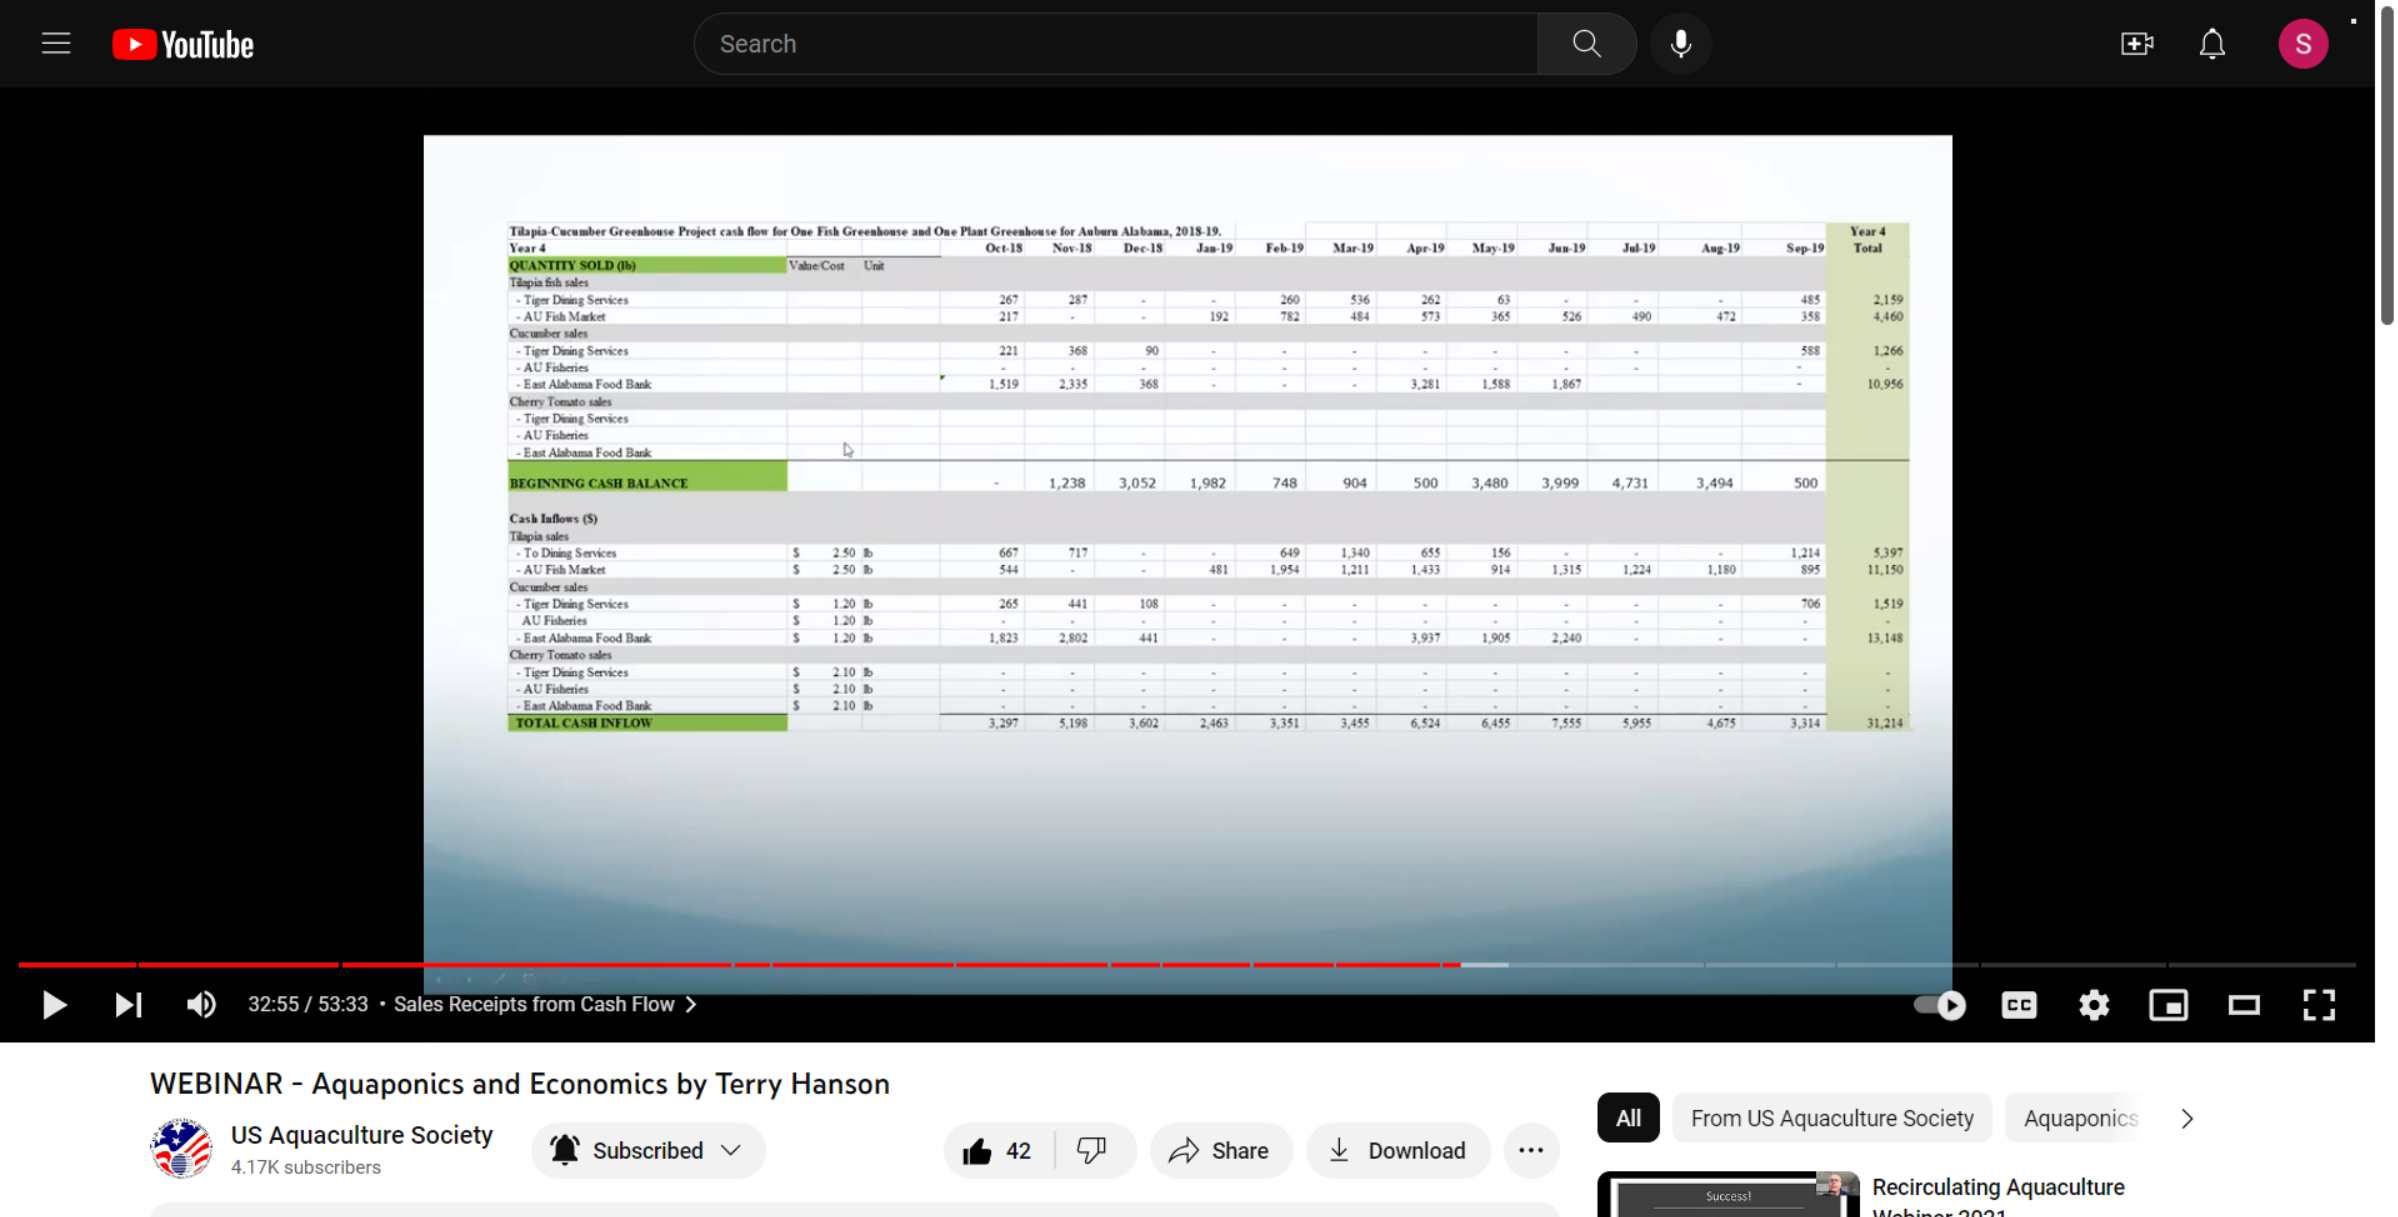 YouTube
Search
S
Tilapia-Cucumber Greenhouse Project cash flow for One Fish Greenhouse and One Plant Greenhouse for Auburn Alabama, 2018-19. Year 4
Year 4 Oct-18 Nov-18 Dec-18 Jan-19 Feb-19 Mar-19 Apr-19 May-19 Jun-19 Jul-19 Aug-19 Sep-19 Total
QUANTITY SOLD (lb) Value/Cost Unit
Tilapia fish sales
- Tiger Dining Services 267 287 - - 260 536 262 63 - - - 485 2,159
- AU Fish Market 217 - - 192 782 484 573 365 526 490 472 358 4,460
Cucumber sales
- Tiger Dining Services 221 368 90 - - - - - - - 588 1,266
- AU Fisheries - - - - - - - - - - - -
- East Alabama Food Bank 1,519 2,335 368 - - - 3,281 1,588 1,867 - 10,956
Cherry Tomato sales
- Tiger Dining Services
- AU Fisheries
- East Alabama Food Bank
BEGINNING CASH BALANCE - 1,238 3,052 1,982 748 904 500 3,480 3,999 4,731 3,494 500
Cash Inflows ($)
Tilapia sales
- To Dining Services $ 2.50 lb 667 717 - - 649 1,340 655 156 - - - 1,214 5,397
- AU Fish Market $ 2.50 lb 544 - - 481 1,954 1,211 1,433 914 1,315 1,224 1,180 895 11,150
Cucumber sales
- Tiger Dining Services $ 1.20 lb 265 441 108 - - - - - - - - 706 1,519
AU Fisheries $ 1.20 lb - - - - - - - - - - - - -
- East Alabama Food Bank $ 1.20 lb 1,823 2,802 441 - - - 3,937 1,905 2,240 - - - 13,148
Cherry Tomato sales
- Tiger Dining Services $ 2.10 lb - - - - - - - - - - - - -
- AU Fisheries $ 2.10 lb - - - - - - - - - - - - -
- East Alabama Food Bank $ 2.10 lb - - - - - - - - - - - - -
TOTAL CASH INFLOW 3,297 5,198 3,602 2,463 3,351 3,455 6,524 6,455 7,555 5,955 4,675 3,314 31,214
32:55 / 53:33 • Sales Receipts from Cash Flow
CC
WEBINAR - Aquaponics and Economics by Terry Hanson
US Aquaculture Society
4.17K subscribers
Subscribed
42
Share
Download
All
From US Aquaculture Society
Aquaponics
Success!
Recirculating Aquaculture
Webinar 2021